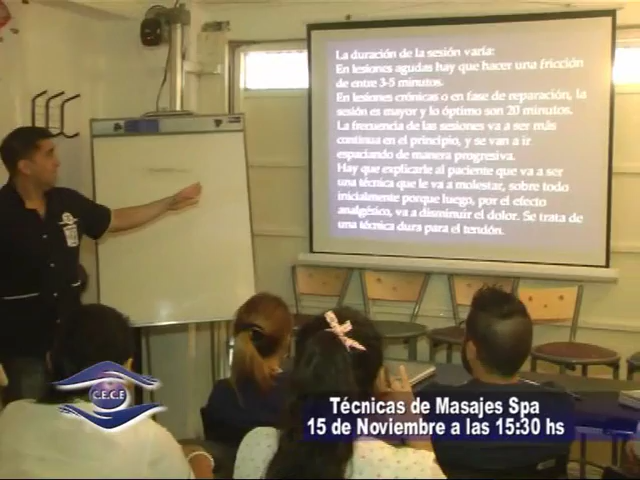 La duración de la sesión varía:
En lesiones agudas hay que hacer una fricción
de entre 3-5 minutos.
En lesiones crónicas o en fase de reparación, la
sesión es mayor y lo óptimo son 20 minutos.
La frecuencia de las sesiones va a ser más
continua en el principio, y se van a ir
espaciando de manera progresiva.
Hay que explicarle al paciente que va a ser
una técnica que le va a molestar, sobre todo
inicialmente porque luego, por el efecto
analgésico, va a disminuir el dolor. Se trata de
una técnica dura para el tendón.
C.E.C.E
Técnicas de Masajes Spa
15 de Noviembre a las 15:30 hs